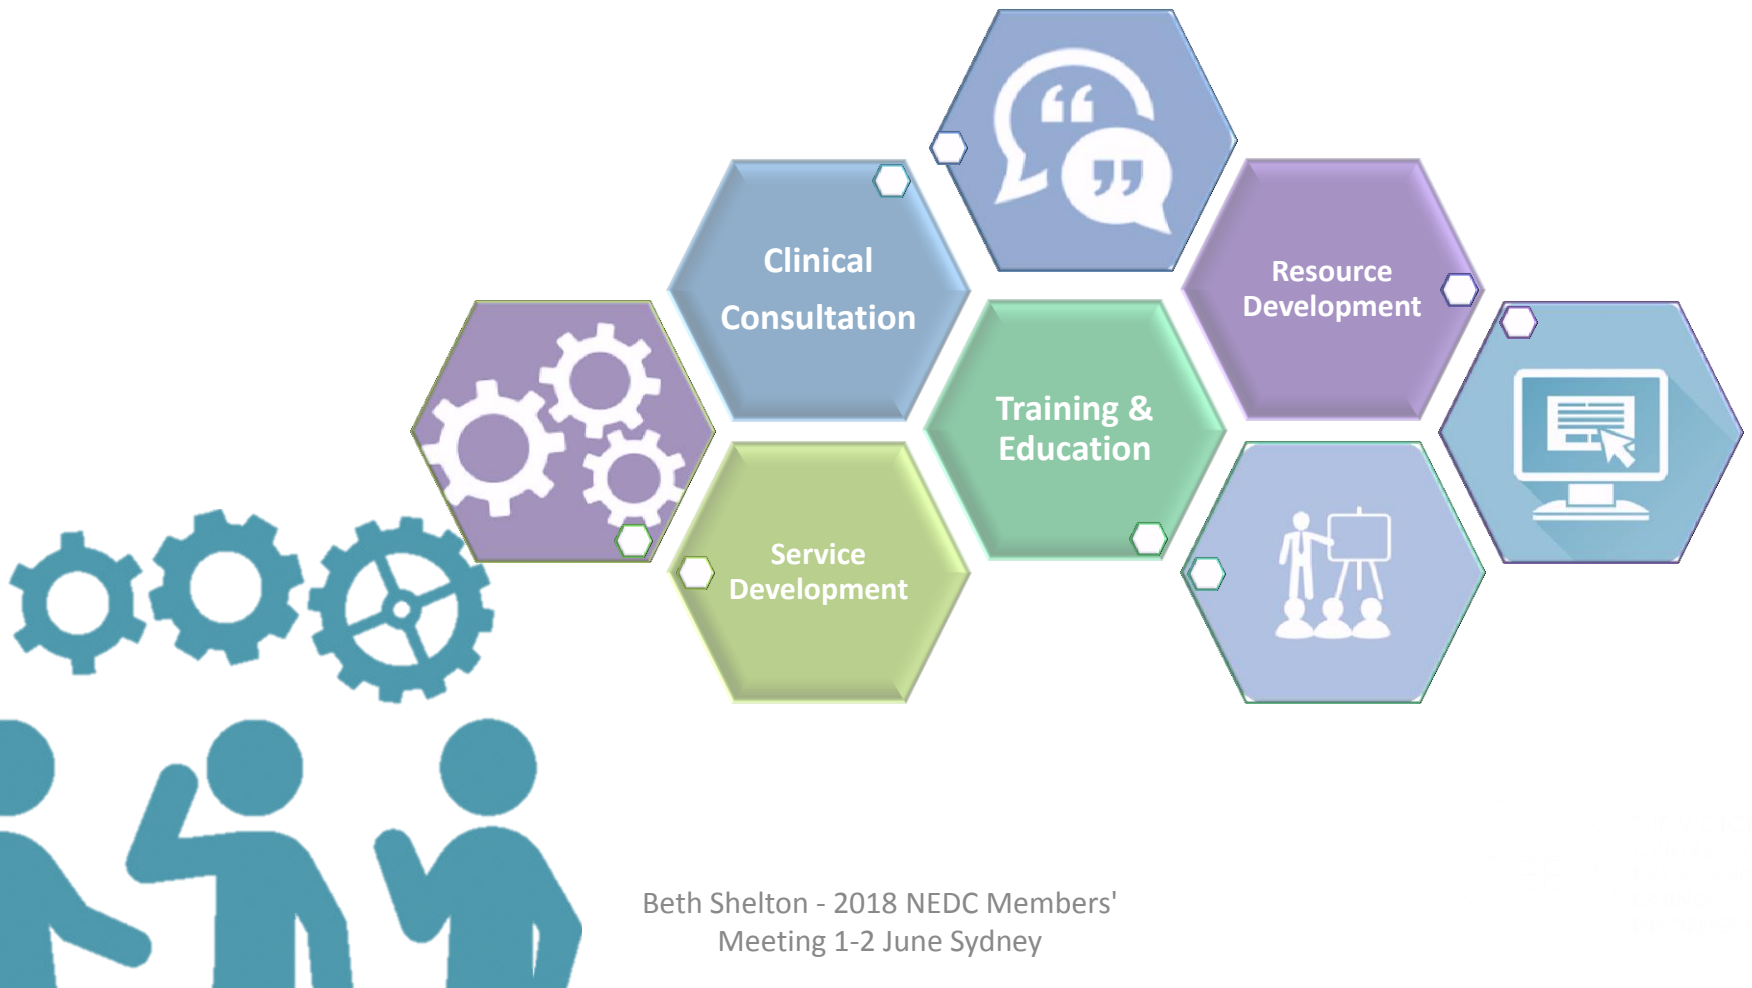 Clinical
Consultation
Resource
Development
Training &
Education
Service
Development
Beth Shelton - 2018 NEDC Members'
Meeting 1-2 June Sydney